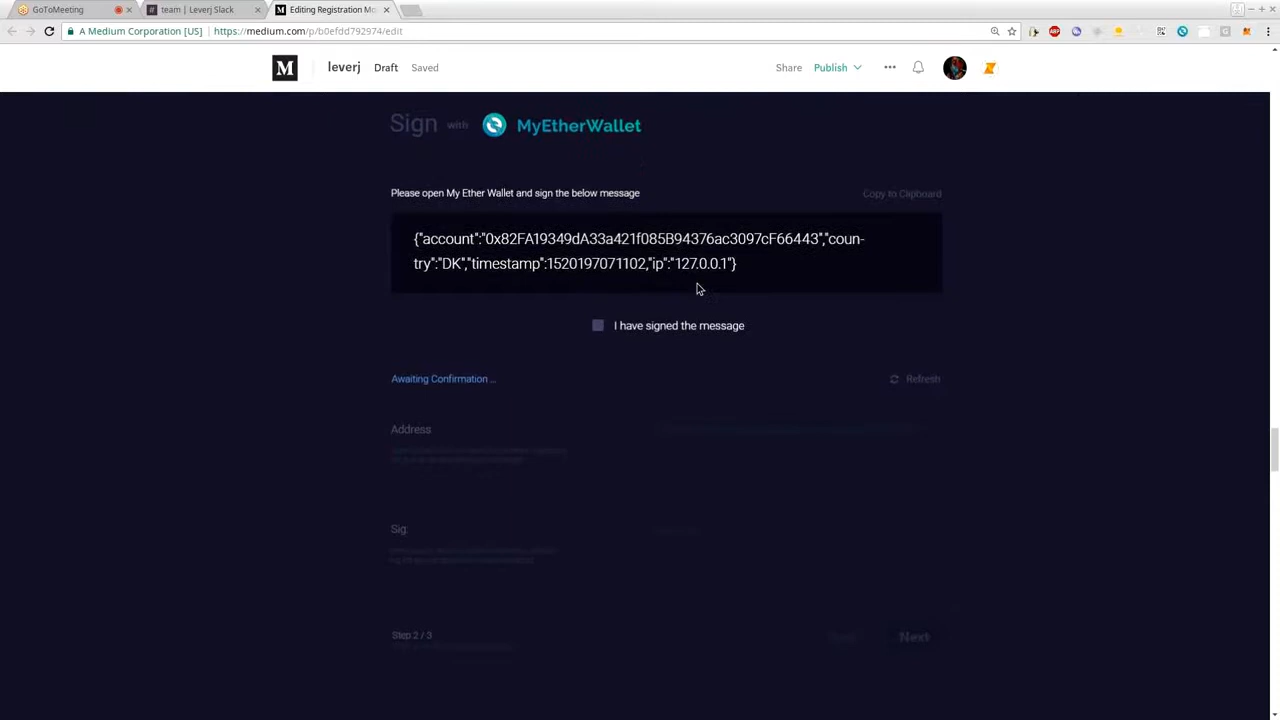 GoToMeeting
# team | Leverj Slack
Editing Registration Mo
A Medium Corporation [US]
https://medium.com/p/b0efdd792974/edit
M
leverj
Draft
Saved
Share
Publish
Sign with MyEtherWallet
Please open My Ether Wallet and sign the below message
Copy to Clipboard
{"account":"0x82FA19349dA33a421f085B94376ac3097cF66443","coun-
try":"DK","timestamp":1520197071102,"ip":"127.0.0.1"}
I have signed the message
Awaiting Confirmation ...
Refresh
Address
Sig:
Step 2 / 3
Next